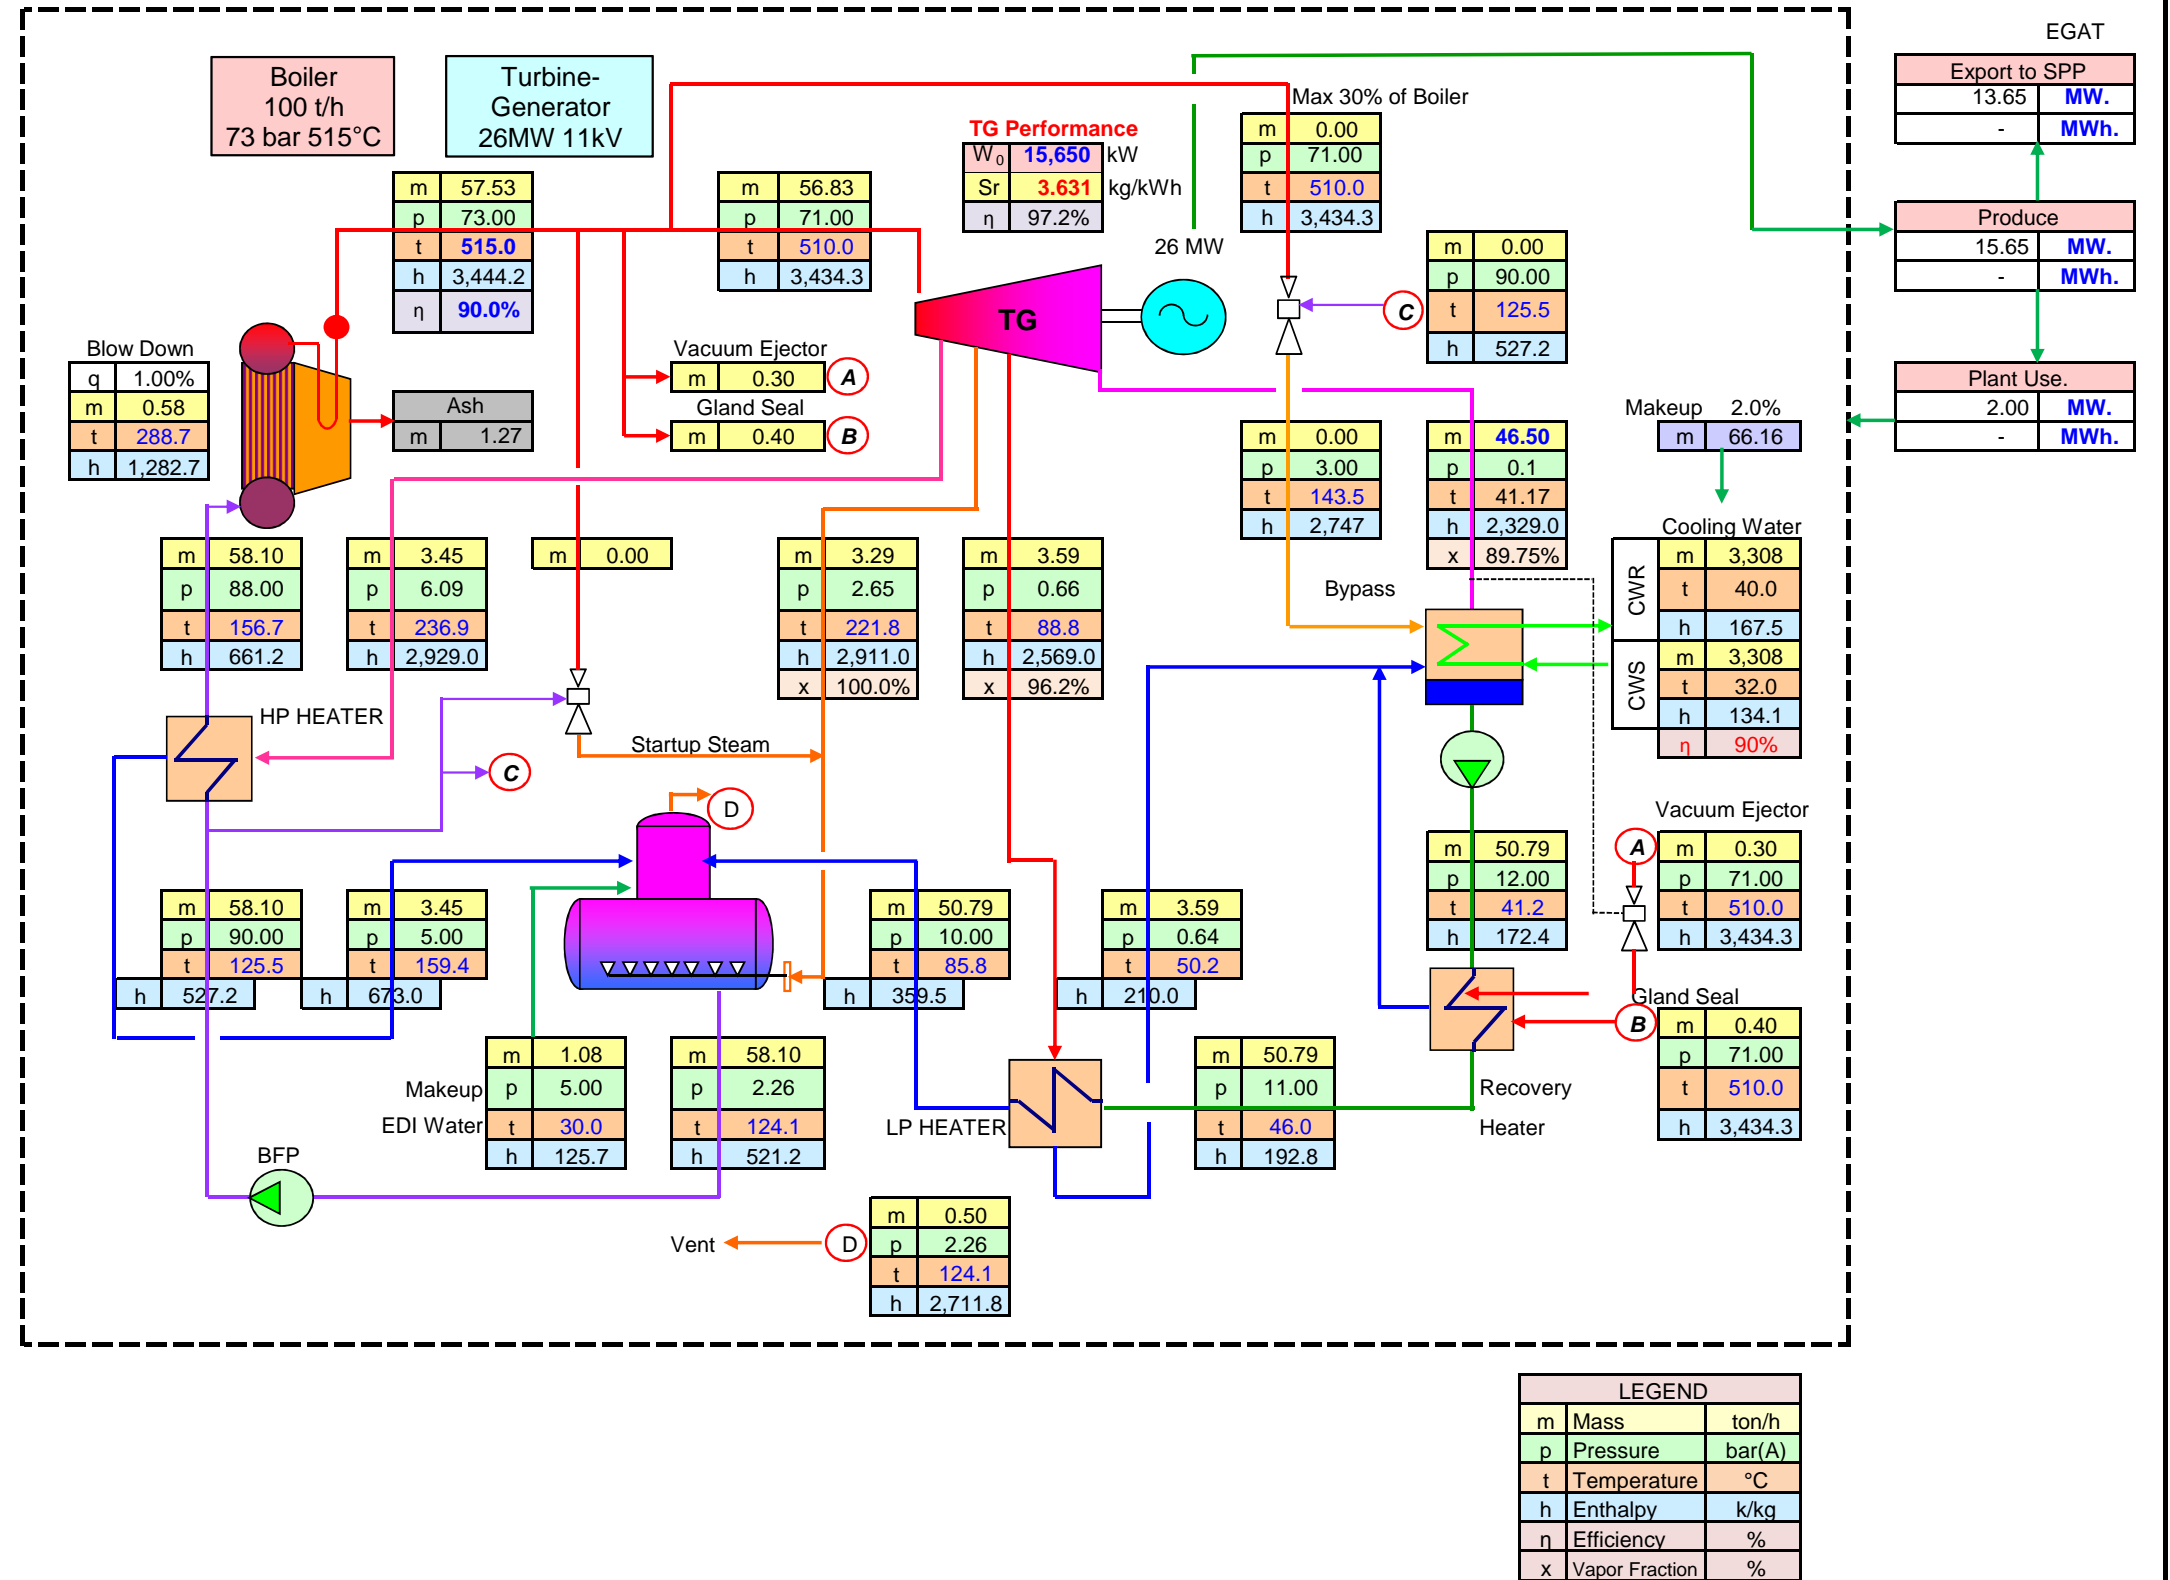 EGAT
Export to SPP
13.65 MW.
- MWh.
Produce
15.65 MW.
- MWh.
Plant Use.
2.00 MW.
- MWh.
Boiler
100 t/h
73 bar 515°C
Turbine-
Generator
26MW 11kV
m 57.53
p 73.00
t 515.0
h 3,444.2
η 90.0%
m 56.83
p 71.00
t 510.0
h 3,434.3
TG Performance
W0 15,650 kW
Sr 3.631 kg/kWh
η 97.2%
26 MW
TG
Max 30% of Boiler
m 0.00
p 71.00
t 510.0
h 3,434.3
m 0.00
p 90.00
t 125.5
h 527.2
C
Blow Down
q 1.00%
m 0.58
t 288.7
h 1,282.7
Ash
m 1.27
Vacuum Ejector
m 0.30
A
Gland Seal
m 0.40
B
m 0.00
p 3.00
t 143.5
h 2,747
m 46.50
p 0.1
t 41.17
h 2,329.0
x 89.75%
Makeup 2.0%
m 66.16
Cooling Water
CWR
m 3,308
t 40.0
h 167.5
CWS
m 3,308
t 32.0
h 134.1
η 90%
m 58.10
p 88.00
t 156.7
h 661.2
m 3.45
p 6.09
t 236.9
h 2,929.0
m 0.00
m 3.29
p 2.65
t 221.8
h 2,911.0
x 100.0%
m 3.59
p 0.66
t 88.8
h 2,569.0
x 96.2%
Bypass
HP HEATER
Startup Steam
C
D
Vacuum Ejector
A
m 0.30
p 71.00
t 510.0
h 3,434.3
m 50.79
p 12.00
t 41.2
h 172.4
m 58.10
p 90.00
t 125.5
h 527.2
m 3.45
p 5.00
t 159.4
h 673.0
m 50.79
p 10.00
t 85.8
h 359.5
m 3.59
p 0.64
t 50.2
h 210.0
Gland Seal
B
m 0.40
p 71.00
t 510.0
h 3,434.3
Recovery
Heater
Makeup
EDI Water
m 1.08
p 5.00
t 30.0
h 125.7
m 58.10
p 2.26
t 124.1
h 521.2
LP HEATER
m 50.79
p 11.00
t 46.0
h 192.8
BFP
Vent
D
m 0.50
p 2.26
t 124.1
h 2,711.8
LEGEND
m Mass ton/h
p Pressure bar(A)
t Temperature °C
h Enthalpy k/kg
η Efficiency %
x Vapor Fraction %